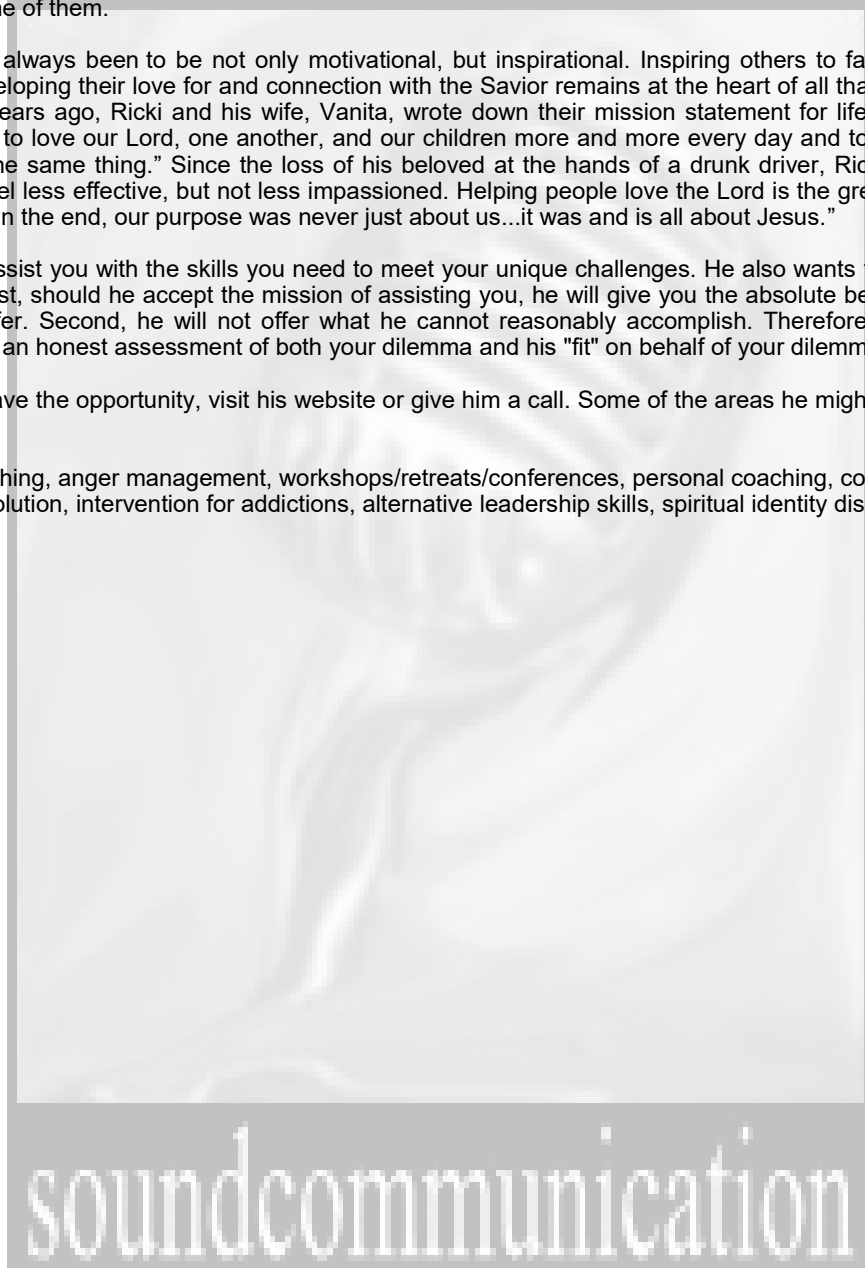 ne of them.
always been to be not only motivational, but inspirational. Inspiring others to fa
eloping their love for and connection with the Savior remains at the heart of all tha
ears ago, Ricki and his wife, Vanita, wrote down their mission statement for life
to love our Lord, one another, and our children more and more every day and to
ne same thing.” Since the loss of his beloved at the hands of a drunk driver, Ric
el less effective, but not less impassioned. Helping people love the Lord is the gre
n the end, our purpose was never just about us...it was and is all about Jesus.”
ssist you with the skills you need to meet your unique challenges. He also wants
st, should he accept the mission of assisting you, he will give you the absolute be
fer. Second, he will not offer what he cannot reasonably accomplish. Therefore
an honest assessment of both your dilemma and his "fit" on behalf of your dilemm
ave the opportunity, visit his website or give him a call. Some of the areas he migh
hing, anger management, workshops/retreats/conferences, personal coaching, co
olution, intervention for addictions, alternative leadership skills, spiritual identity dis
soundcommunication